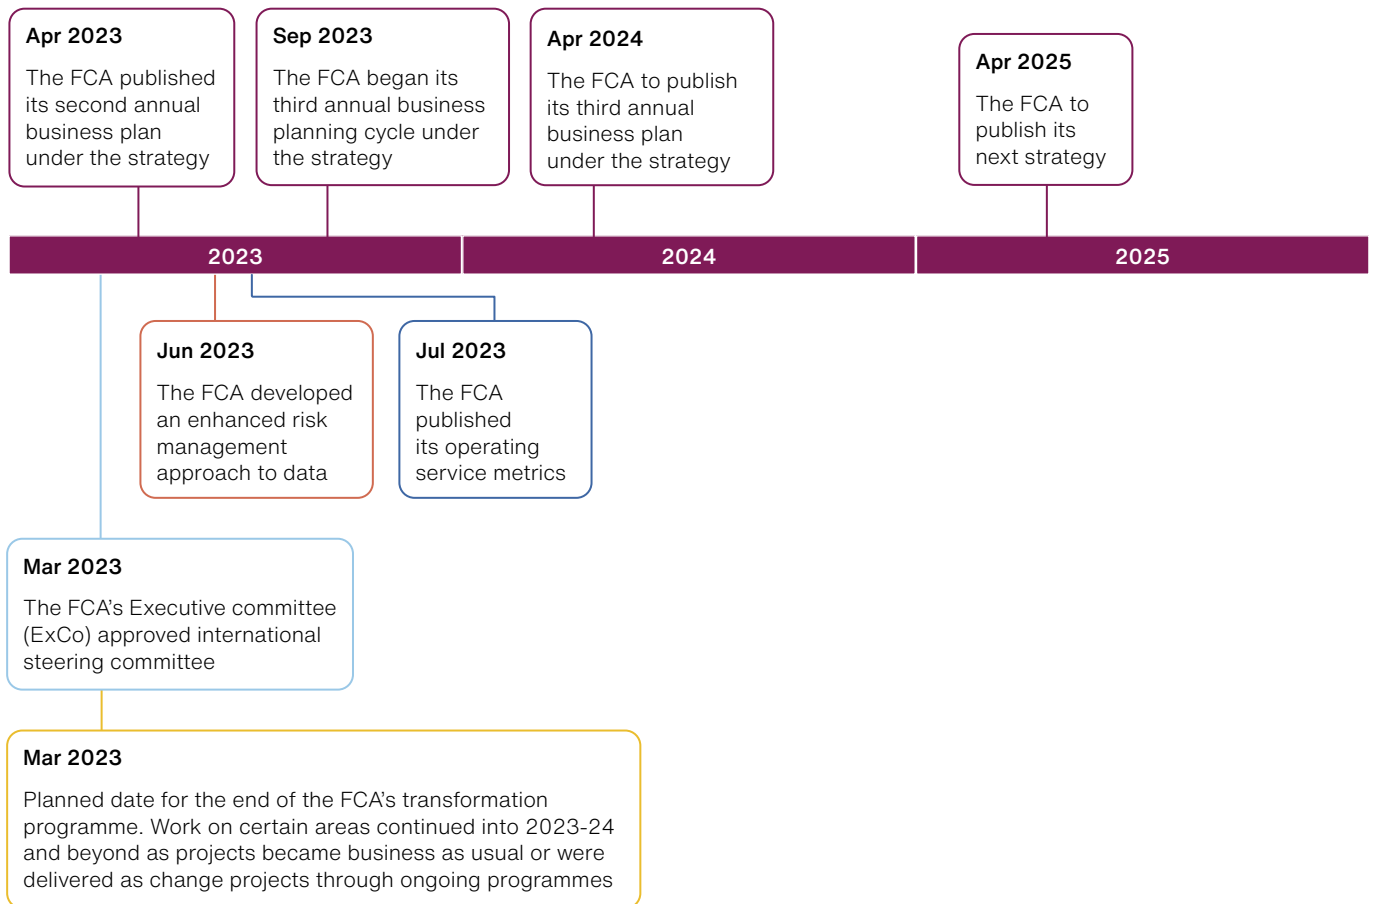 Apr 2023
The FCA published
its second annual
business plan
under the strategy
Sep 2023
The FCA began its
third annual business
planning cycle under
the strategy
Apr 2024
The FCA to publish
its third annual
business plan
under the strategy
Apr 2025
The FCA to
publish its
next strategy
2023
2024
2025
Jun 2023
The FCA developed
an enhanced risk
management
approach to data
Jul 2023
The FCA
published
its operating
service metrics
Mar 2023
The FCA’s Executive committee
(ExCo) approved international
steering committee
Mar 2023
Planned date for the end of the FCA’s transformation
programme. Work on certain areas continued into 2023-24
and beyond as projects became business as usual or were
delivered as change projects through ongoing programmes